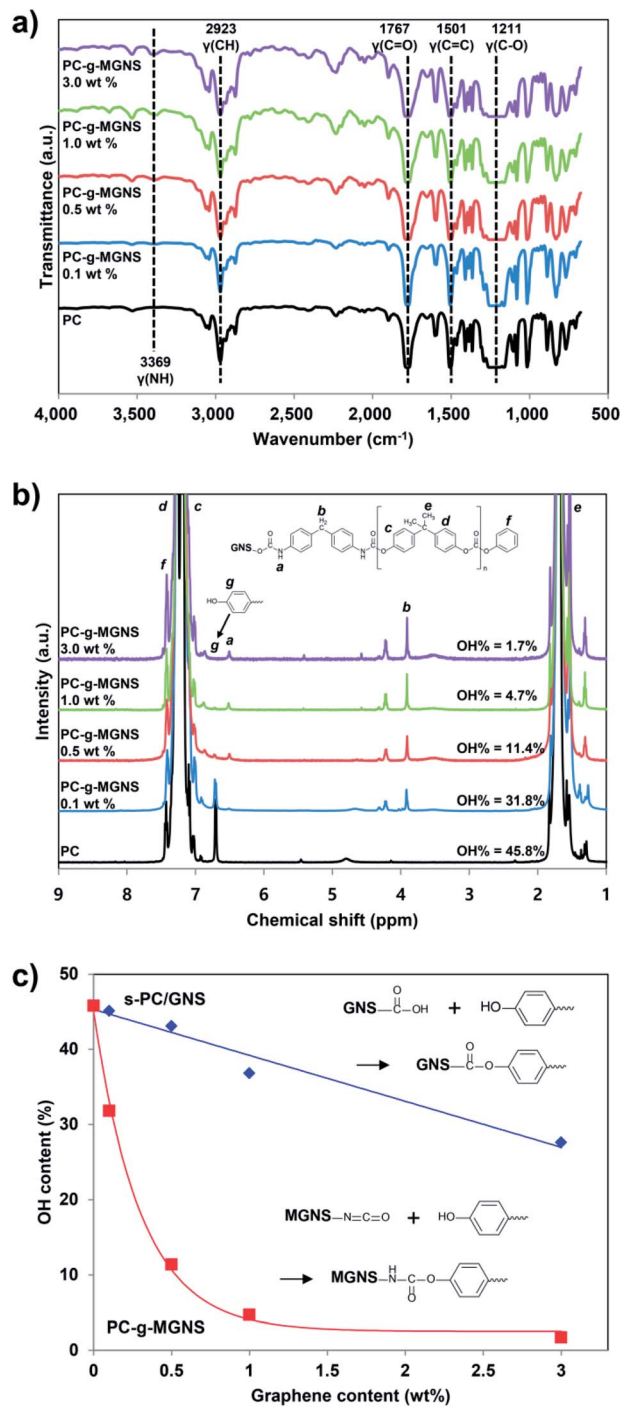 a)
2923
γ(CH)
1767
γ(C=O)
1501
γ(C=C)
1211
γ(C-O)
PC-g-MGNS
3.0 wt %
PC-g-MGNS
1.0 wt %
PC-g-MGNS
0.5 wt %
PC-g-MGNS
0.1 wt %
PC
3369
γ(NH)
Transmittance (a.u.)
4,000 3,500 3,000 2,500 2,000 1,500 1,000 500
Wavenumber (cm⁻¹)
b)
d c e
b e f
CH₂ CH₃ H₃C c d
GNS O C O N H a N H C O O O C O O n
g
HO
f g a b
PC-g-MGNS
3.0 wt %
OH% = 1.7%
PC-g-MGNS
1.0 wt %
OH% = 4.7%
PC-g-MGNS
0.5 wt %
OH% = 11.4%
PC-g-MGNS
0.1 wt %
OH% = 31.8%
PC
OH% = 45.8%
Intensity (a.u.)
9 8 7 6 5 4 3 2 1
Chemical shift (ppm)
c)
s-PC/GNS
O
GNS—C—OH + HO
O
GNS—C—O
MGNS—N=C=O + HO
H
MGNS—N—C—O
O
PC-g-MGNS
OH content (%)
50
40
30
20
10
0
0 0.5 1 1.5 2 2.5 3
Graphene content (wt%)